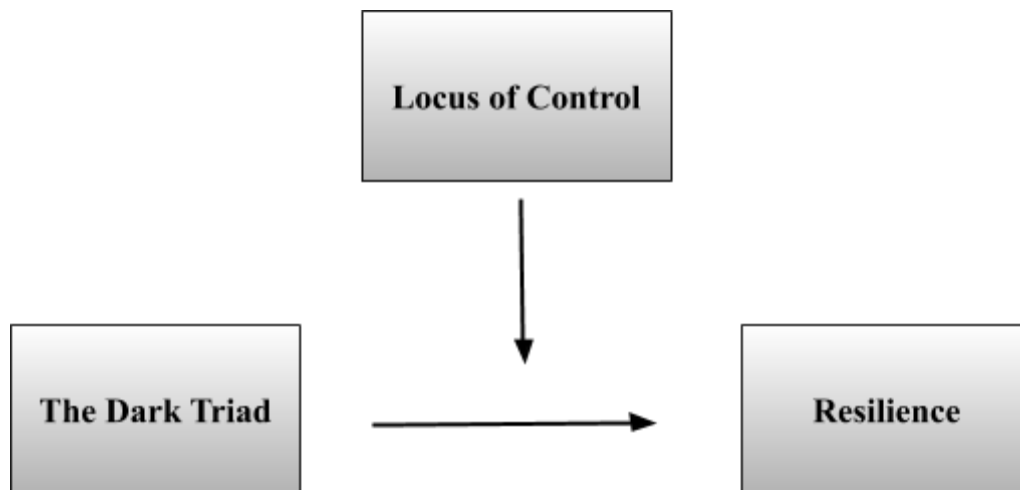 Locus of Control
The Dark Triad
Resilience